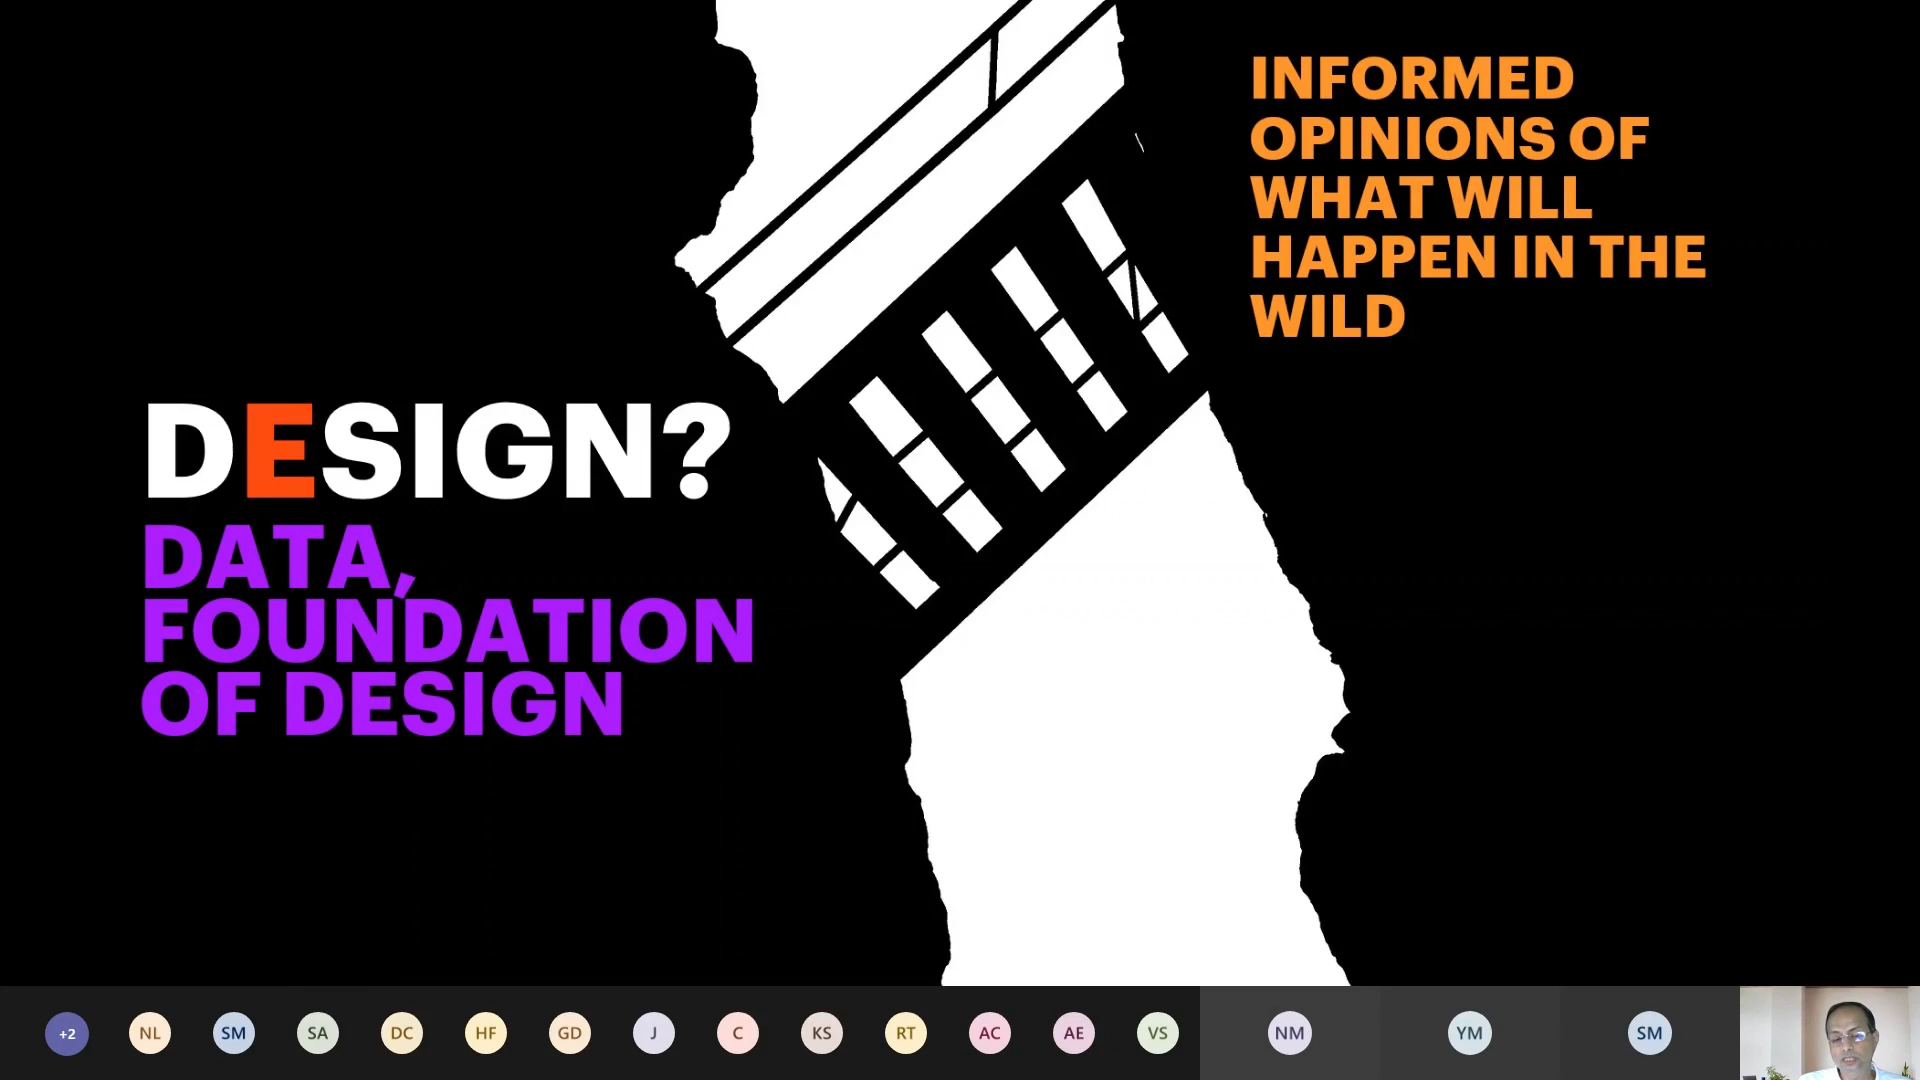 INFORMED
OPINIONS OF
WHAT WILL
HAPPEN IN THE
WILD
DESIGN?
DATA,
FOUNDATION
OF DESIGN
+2
NL
SM
SA
DC
HF
GD
J
C
KS
RT
AC
AE
VS
NM
YM
SM